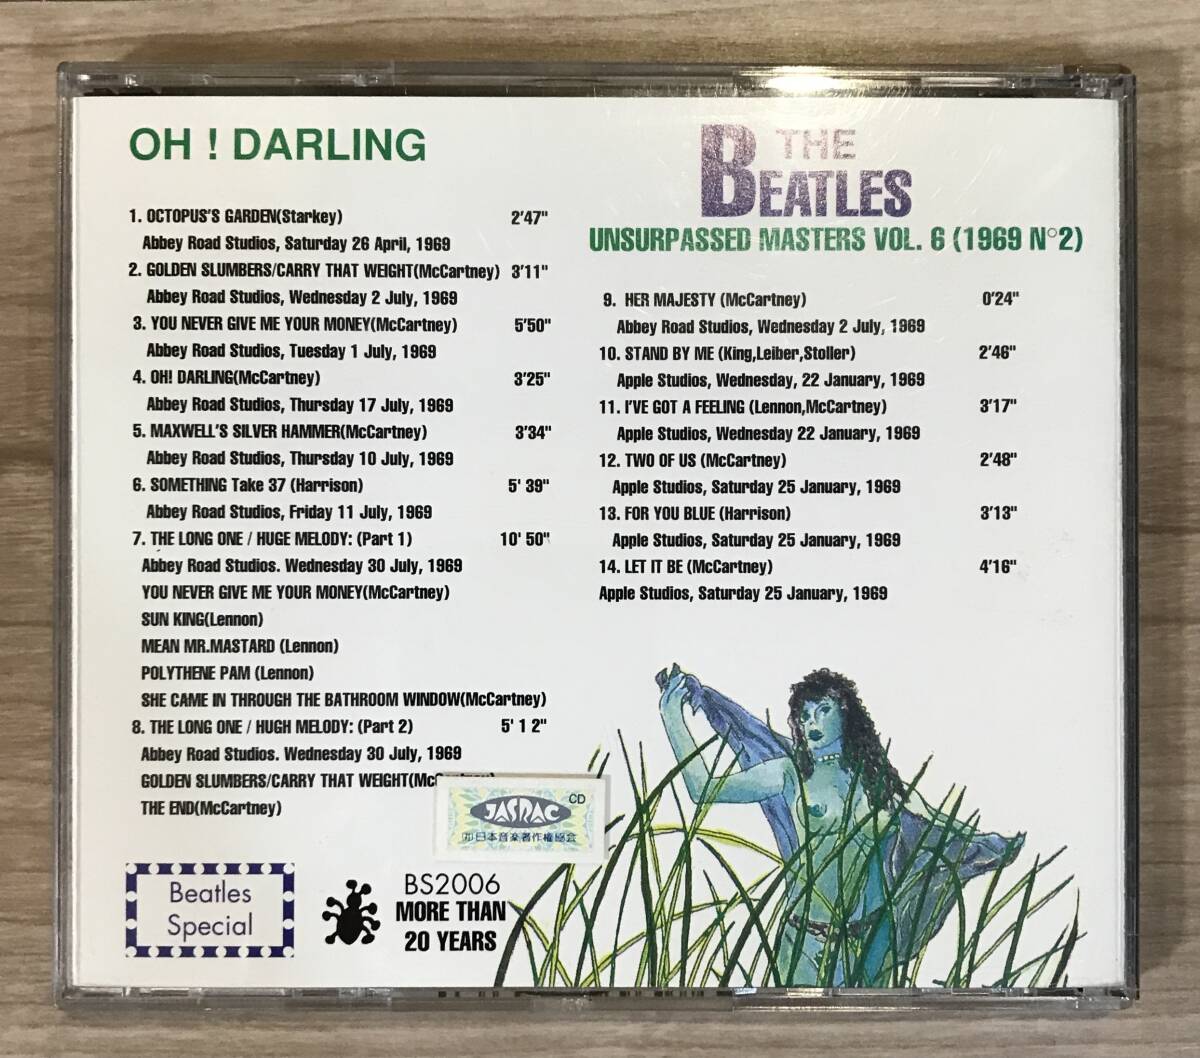 OH ! DARLING
1. OCTOPUS'S GARDEN(Starkey) 2'47"
Abbey Road Studios, Saturday 26 April, 1969
2. GOLDEN SLUMBERS/CARRY THAT WEIGHT(McCartney) 3'11"
Abbey Road Studios, Wednesday 2 July, 1969
3. YOU NEVER GIVE ME YOUR MONEY(McCartney) 5'50"
Abbey Road Studios, Tuesday 1 July, 1969
4. OH! DARLING(McCartney) 3'25"
Abbey Road Studios, Thursday 17 July, 1969
5. MAXWELL'S SILVER HAMMER(McCartney) 3'34"
Abbey Road Studios, Thursday 10 July, 1969
6. SOMETHING Take 37 (Harrison) 5' 39"
Abbey Road Studios, Friday 11 July, 1969
7. THE LONG ONE / HUGE MELODY: (Part 1) 10' 50"
Abbey Road Studios. Wednesday 30 July, 1969
YOU NEVER GIVE ME YOUR MONEY(McCartney)
SUN KING(Lennon)
MEAN MR.MASTARD (Lennon)
POLYTHENE PAM (Lennon)
SHE CAME IN THROUGH THE BATHROOM WINDOW(McCartney)
8. THE LONG ONE / HUGH MELODY: (Part 2) 5' 1 2"
Abbey Road Studios. Wednesday 30 July, 1969
GOLDEN SLUMBERS/CARRY THAT WEIGHT
THE END(McCartney)
THE
BEATLES
UNSURPASSED MASTERS VOL. 6 (1969 N°2)
9. HER MAJESTY (McCartney) 0'24"
Abbey Road Studios, Wednesday 2 July, 1969
10. STAND BY ME (King,Leiber,Stoller) 2'46"
Apple Studios, Wednesday, 22 January, 1969
11. I'VE GOT A FEELING (Lennon,McCartney) 3'17"
Apple Studios, Wednesday 22 January, 1969
12. TWO OF US (McCartney) 2'48"
Apple Studios, Saturday 25 January, 1969
13. FOR YOU BLUE (Harrison) 3'13"
Apple Studios, Saturday 25 January, 1969
14. LET IT BE (McCartney) 4'16"
Apple Studios, Saturday 25 January, 1969
JASRAC CD
(社)日本音楽著作権協会
Beatles
Special
BS2006
MORE THAN
20 YEARS